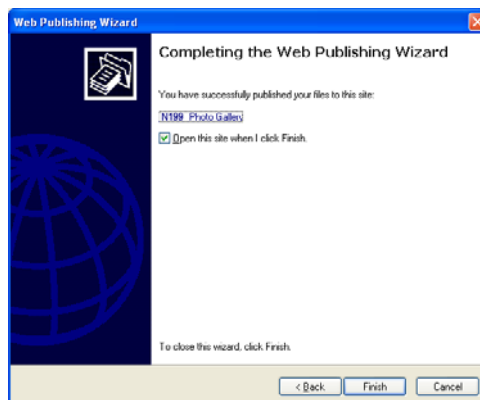 Web Publishing Wizard
Completing the Web Publishing Wizard
You have successfully published your files to this site:
N199 Photo Gallery
Open this site when I click Finish.
To close this wizard, click Finish.
< Back Finish Cancel